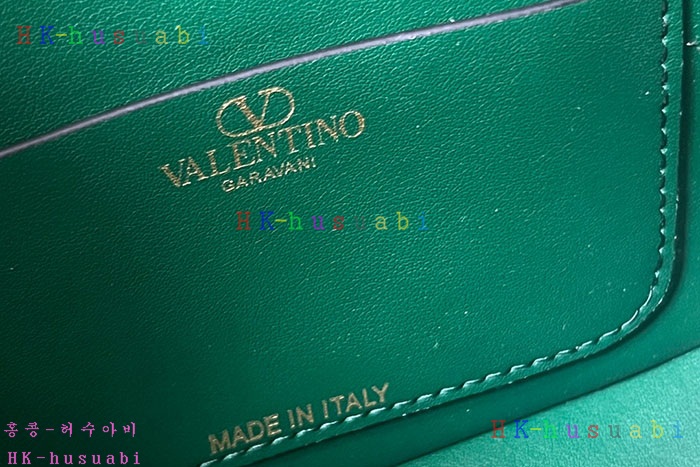 HK-husuabi
VALENTINO
GARAVANI
HK-husuabi
MADE IN ITALY
HK-husuabi
홍콩-허수아비
HK-husuabi